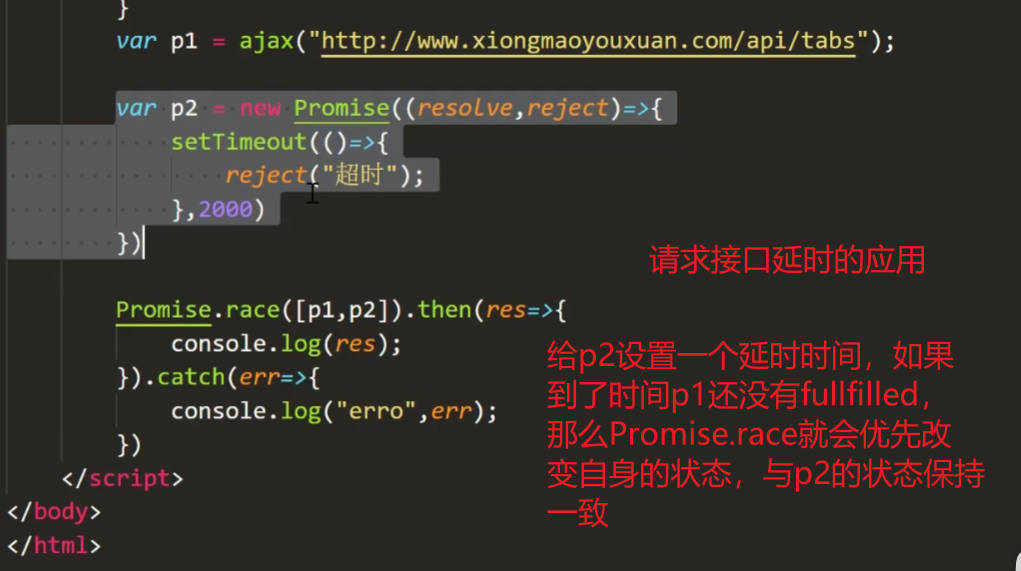 }
var p1 = ajax("http://www.xiongmaoyouxuan.com/api/tabs");
var p2 = new Promise((resolve,reject)=>{
setTimeout(()=>{
reject("超时");
},2000)
})
请求接口延时的应用
Promise.race([p1,p2]).then(res=>{
console.log(res);
}).catch(err=>{
console.log("erro",err);
})
给p2设置一个延时时间，如果
到了时间p1还没有fullfilled，
那么Promise.race就会优先改
变自身的状态，与p2的状态保持
一致
</script>
</body>
</html>